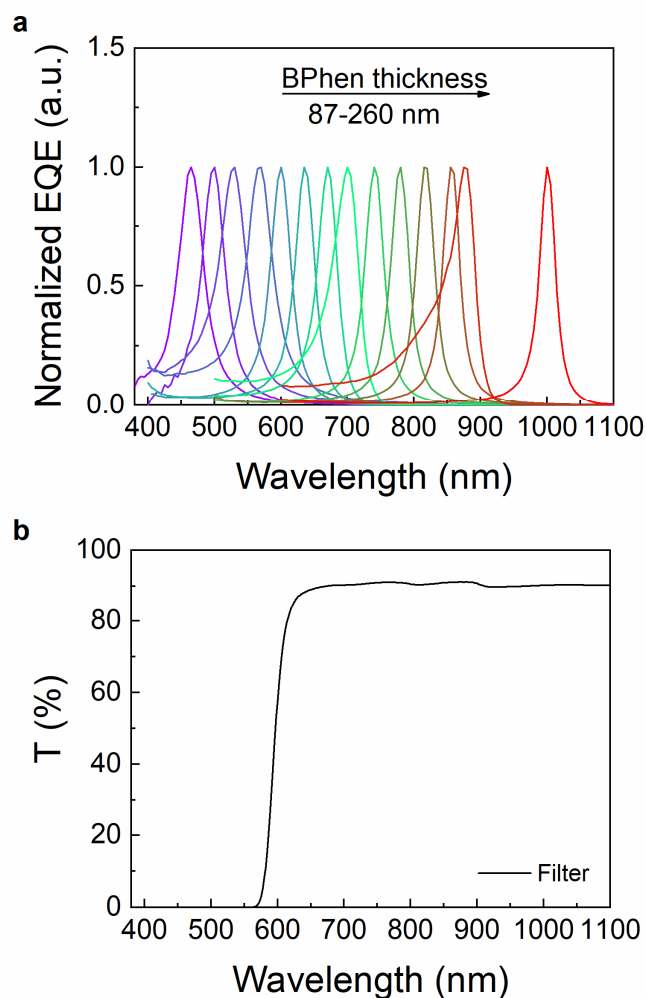 a
Normalized EQE (a.u.)
1.5
1.0
0.5
0.0
BPhen thickness
87-260 nm
400 500 600 700 800 900 1000 1100
Wavelength (nm)
b
T (%)
100
80
60
40
20
0
Filter
400 500 600 700 800 900 1000 1100
Wavelength (nm)